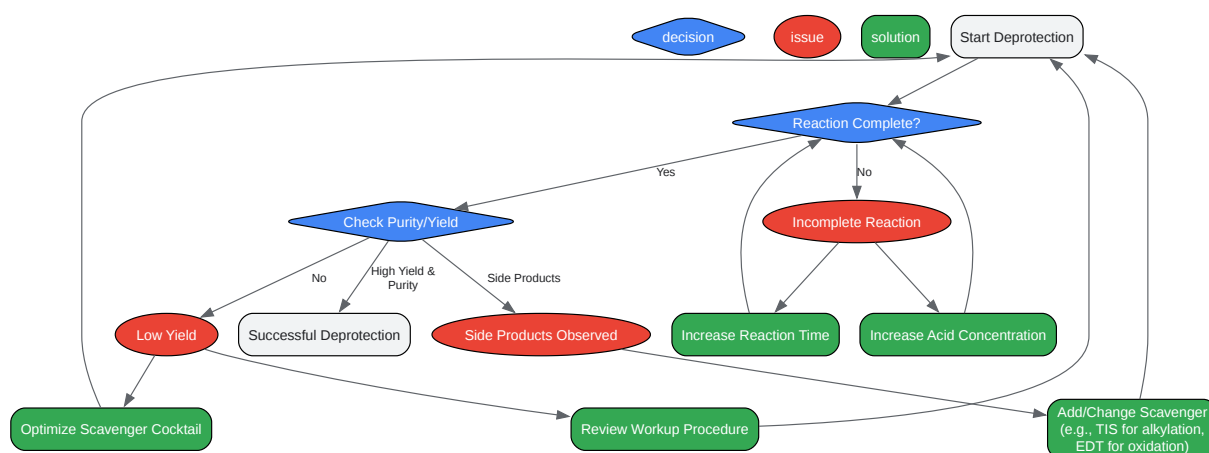 decision
issue
solution
Start Deprotection
Reaction Complete?
Yes
No
Check Purity/Yield
Incomplete Reaction
No
High Yield &
Purity
Side Products
Low Yield
Successful Deprotection
Side Products Observed
Increase Reaction Time
Increase Acid Concentration
Optimize Scavenger Cocktail
Review Workup Procedure
Add/Change Scavenger
(e.g., TIS for alkylation,
EDT for oxidation)